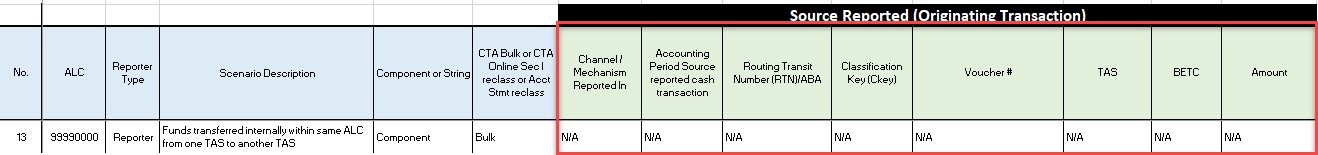 Source Reported (Originating Transaction)
No.
ALC
Reporter
Type
Scenario Description
Component or String
CTA Bulk or CTA
Online Sec I
reclass or Acct
Stmt reclass
Channel /
Mechanism
Reported In
Accounting
Period Source
reported cash
transaction
Routing Transit
Number (RTN)/ABA
Classification
Key (Ckey)
Voucher #
TAS
BETC
Amount
13
99990000
Reporter
Funds transferred internally within same ALC
from one TAS to another TAS
Component
Bulk
N/A
N/A
N/A
N/A
N/A
N/A
N/A
N/A